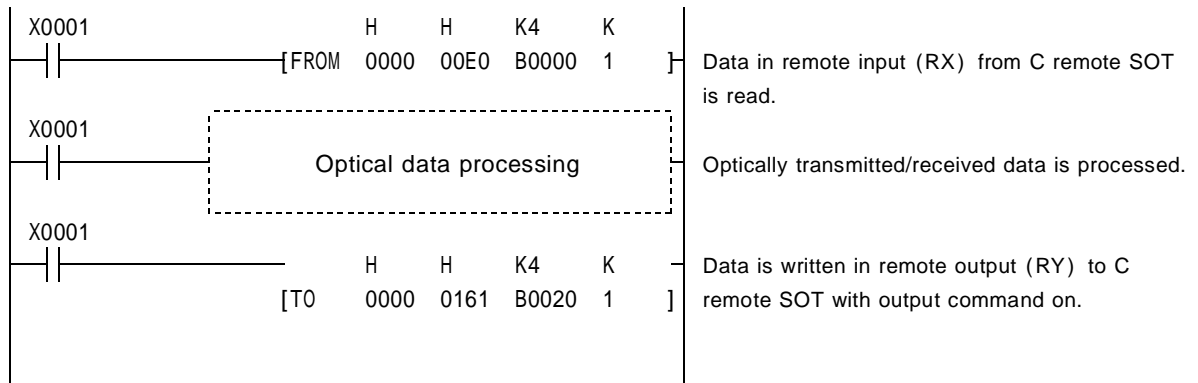 X0001
H H K4 K
[FROM 0000 00E0 B0000 1 ]
Data in remote input (RX) from C remote SOT
is read.
X0001
Optical data processing
Optically transmitted/received data is processed.
X0001
H H K4 K
Data is written in remote output (RY) to C
[TO 0000 0161 B0020 1 ]
remote SOT with output command on.